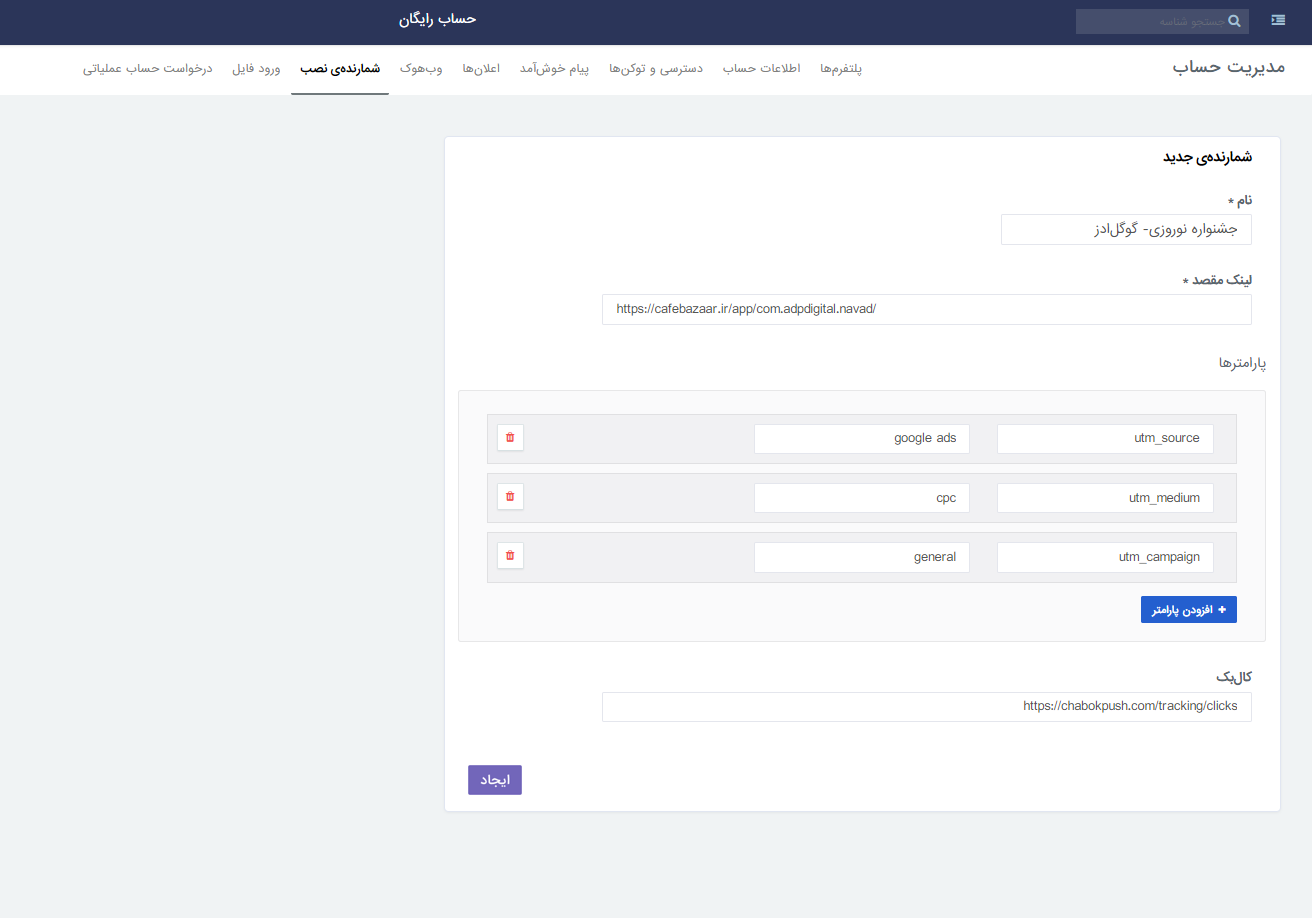 جستجو شناسه
حساب رایگان
مدیریت حساب
پلتفرم‌ها اطلاعات حساب دسترسی و توکن‌ها پیام خوش‌آمد اعلان‌ها وب‌هوک شمارنده‌ی نصب ورود فایل درخواست حساب عملیاتی
شمارنده‌ی جدید
نام *
جشنواره نوروزی- گوگل‌ادز
لینک مقصد *
https://cafebazaar.ir/app/com.adpdigital.navad/
پارامترها
utm_source google ads
utm_medium cpc
utm_campaign general
+ افزودن پارامتر
کال‌بک
https://chabokpush.com/tracking/clicks
ایجاد